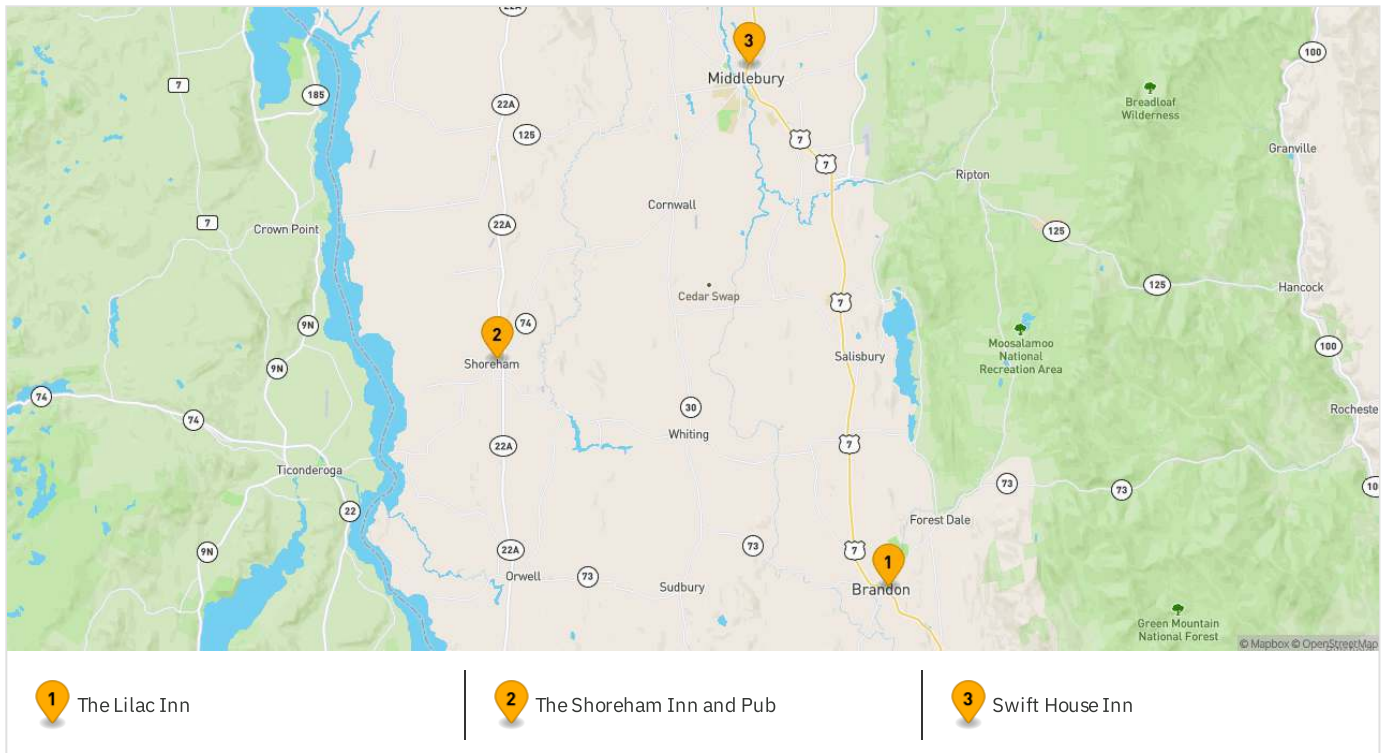 22A
3
Middlebury
100
7
185
22A
125
Breadloaf
Wilderness
7
7
Granville
Ripton
Cornwall
7
22A
Crown Point
125
125
Hancock
Cedar Swap
7
9N
74
2
Moosalamoo
National
Recreation Area
100
Shoreham
Salisbury
9N
74
30
Rocheste
74
Whiting
22A
7
Ticonderoga
73
73
10
22
Forest Dale
73
22A
7
1
9N
Orwell
73
Sudbury
Brandon
Green Mountain
National Forest
© Mapbox © OpenStreetMap
1 The Lilac Inn
2 The Shoreham Inn and Pub
3 Swift House Inn